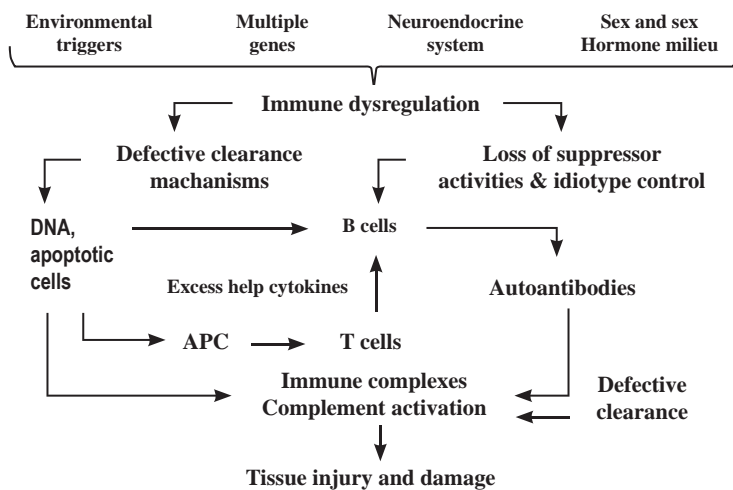 Environmental
triggers
Multiple
genes
Neuroendocrine
system
Sex and sex
Hormone milieu
Immune dysregulation
Defective clearance
machanisms
Loss of suppressor
activities & idiotype control
DNA,
apoptotic
cells
B cells
Excess help cytokines
Autoantibodies
APC
T cells
Immune complexes
Complement activation
Defective
clearance
Tissue injury and damage